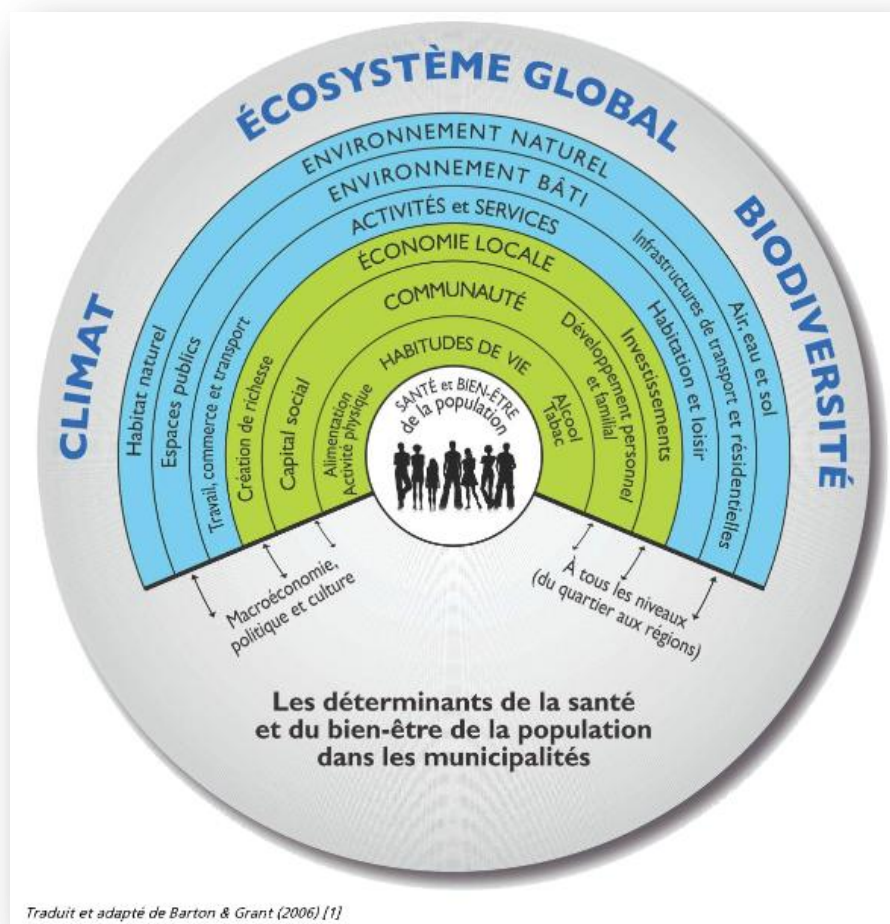 ÉCOSYSTÈME GLOBAL
CLIMAT
BIODIVERSITÉ
ENVIRONNEMENT NATUREL
Habitat naturel
Air, eau et sol
ENVIRONNEMENT BÂTI
Espaces publics
Infrastructures de transport et résidentielles
ACTIVITÉS et SERVICES
Travail, commerce et transport
Habitation et loisir
ÉCONOMIE LOCALE
Création de richesse
Investissements
COMMUNAUTÉ
Capital social
Développement personnel
et familial
HABITUDES DE VIE
Alimentation
Activité physique
Alcool
Tabac
SANTÉ et BIEN-ÊTRE
de la population
Macroéconomie,
politique et culture
À tous les niveaux
(du quartier aux régions)
Les déterminants de la santé
et du bien-être de la population
dans les municipalités
Traduit et adapté de Barton & Grant (2006) [1]